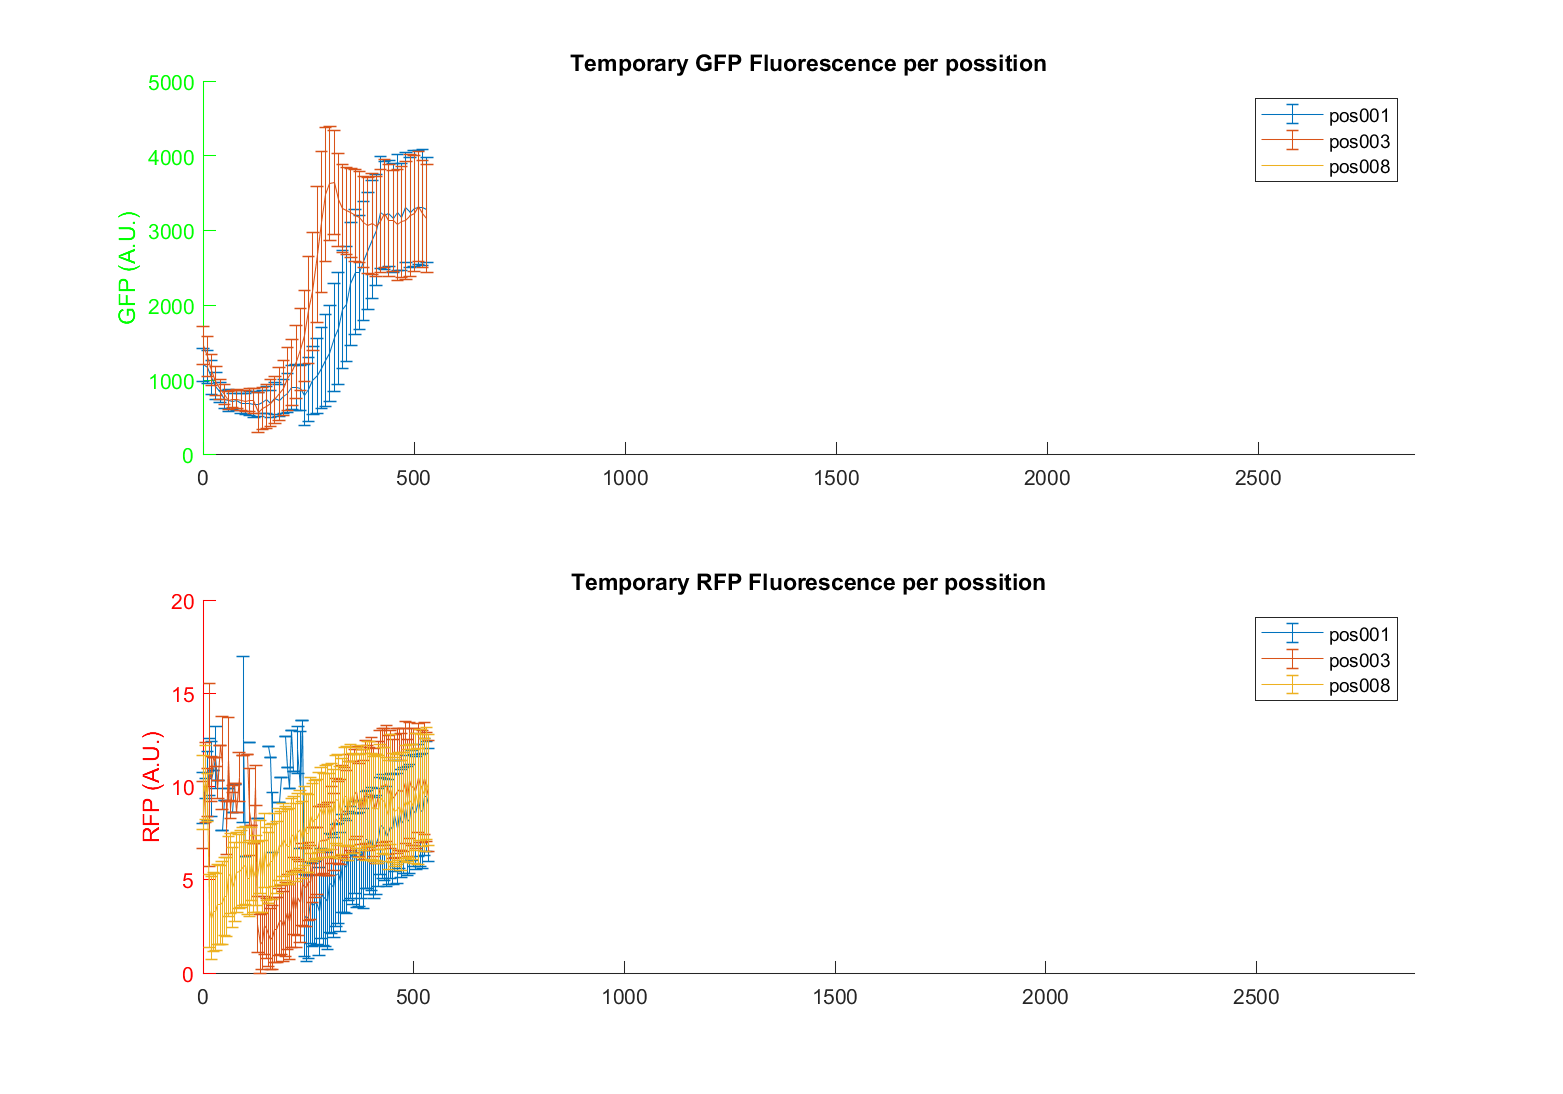 Temporary GFP Fluorescence per possition
GFP (A.U.)
5000
4000
3000
2000
1000
0
0 500 1000 1500 2000 2500
pos001
pos003
pos008
Temporary RFP Fluorescence per possition
RFP (A.U.)
20
15
10
5
0
0 500 1000 1500 2000 2500
pos001
pos003
pos008